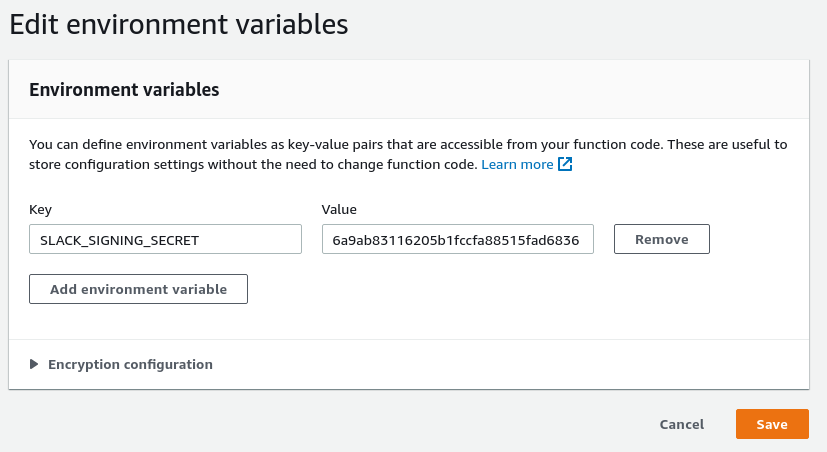 Edit environment variables
Environment variables
You can define environment variables as key-value pairs that are accessible from your function code. These are useful to
store configuration settings without the need to change function code. Learn more
Key Value
SLACK_SIGNING_SECRET 6a9ab83116205b1fccfa88515fad6836 Remove
Add environment variable
Encryption configuration
Cancel Save